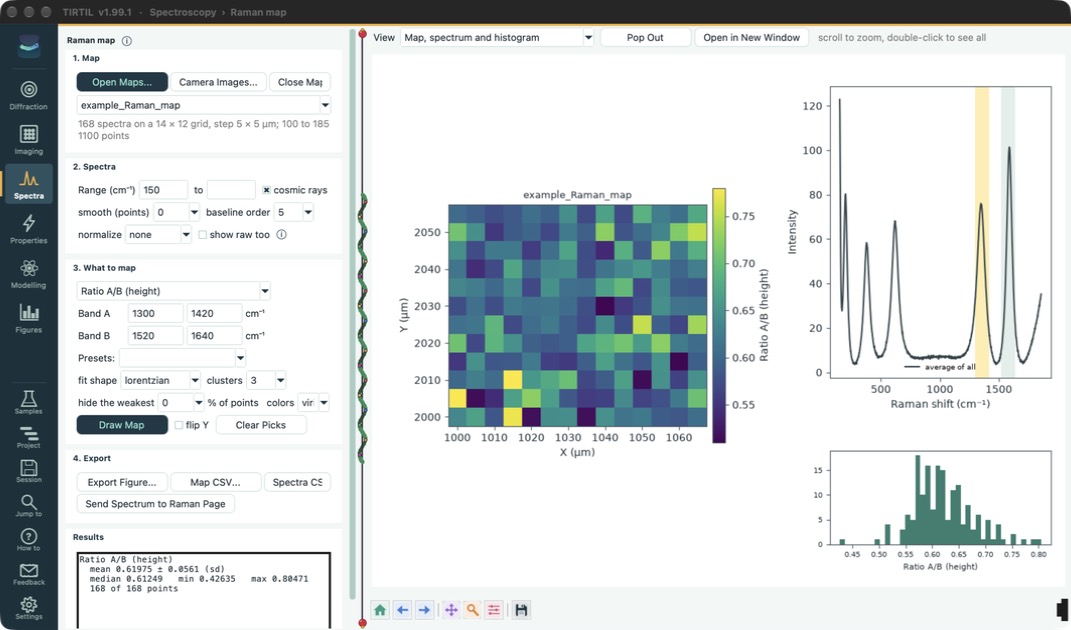 TIRTIL v1.99.1 - Spectroscopy › Raman map
Diffraction
Imaging
Spectra
Properties
Modelling
Figures
Samples
Project
Session
Jump to
How to
Feedback
Settings
Raman map
1. Map
Open Maps... Camera Images... Close Map
example_Raman_map
168 spectra on a 14 × 12 grid, step 5 × 5 µm; 100 to 185
1100 points
2. Spectra
Range (cm⁻¹) 150 to cosmic rays
smooth (points) 0 baseline order 5
normalize none show raw too
3. What to map
Ratio A/B (height)
Band A 1300 1420 cm⁻¹
Band B 1520 1640 cm⁻¹
Presets:
fit shape lorentzian clusters 3
hide the weakest 0 % of points colors vir
Draw Map flip Y Clear Picks
4. Export
Export Figure... Map CSV... Spectra CS
Send Spectrum to Raman Page
Results
Ratio A/B (height)
mean 0.61975 ± 0.0561 (sd)
median 0.61249 min 0.42635 max 0.80471
168 of 168 points
View Map, spectrum and histogram Pop Out Open in New Window scroll to zoom, double-click to see all
example_Raman_map
2050
2040
2030
2020
2010
2000
Y (µm)
1000 1010 1020 1030 1040 1050 1060
X (µm)
0.75
0.70
0.65
0.60
0.55
Ratio A/B (height)
120
100
80
60
40
20
0
Intensity
average of all
500 1000 1500
Raman shift (cm⁻¹)
15
10
5
0
0.45 0.50 0.55 0.60 0.65 0.70 0.75 0.80
Ratio A/B (height)